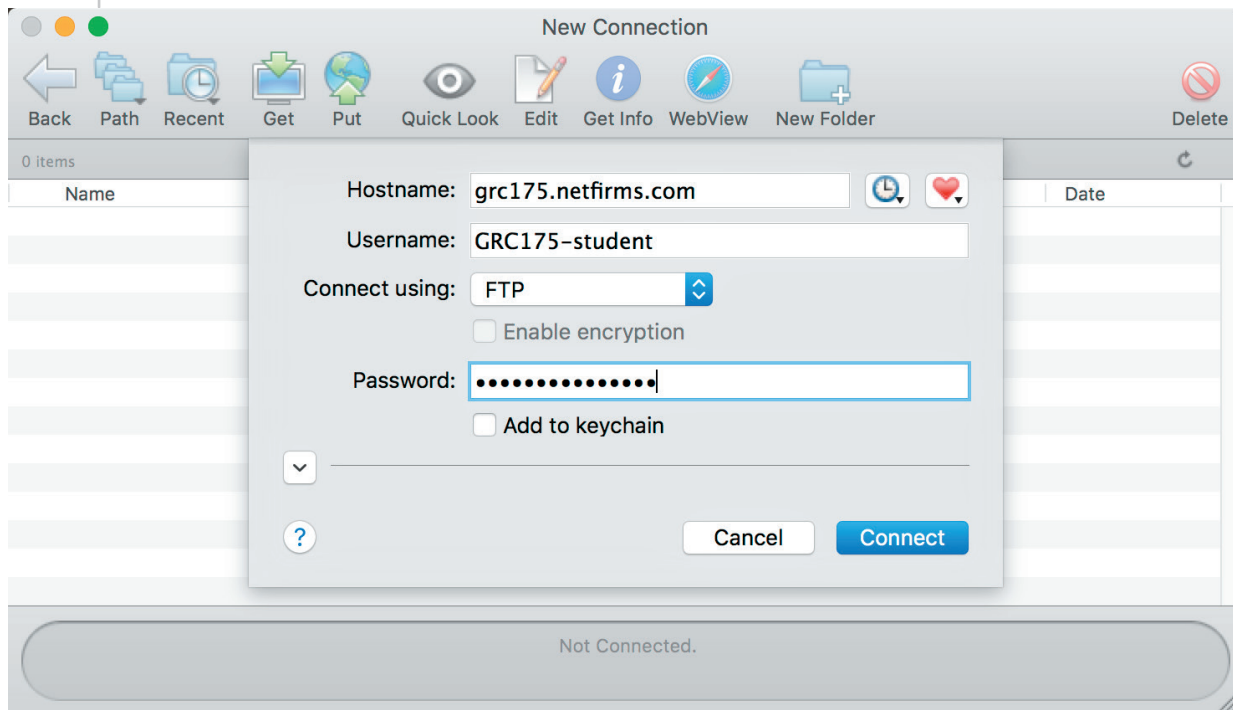 New Connection
Back Path Recent Get Put Quick Look Edit Get Info WebView New Folder Delete
0 items
Name Date
Hostname: grc175.netfirms.com
Username: GRC175-student
Connect using: FTP
Enable encryption
Password: •••••••••••••••
Add to keychain
? Cancel Connect
Not Connected.